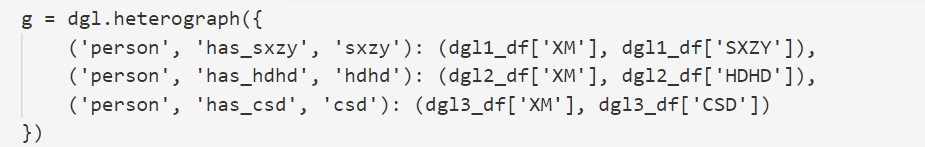 g = dgl.heterograph({
    ('person', 'has_sxzy', 'sxzy'): (dgl1_df['XM'], dgl1_df['SXZY']),
    ('person', 'has_hdhd', 'hdhd'): (dgl2_df['XM'], dgl2_df['HDHD']),
    ('person', 'has_csd', 'csd'): (dgl3_df['XM'], dgl3_df['CSD'])
})